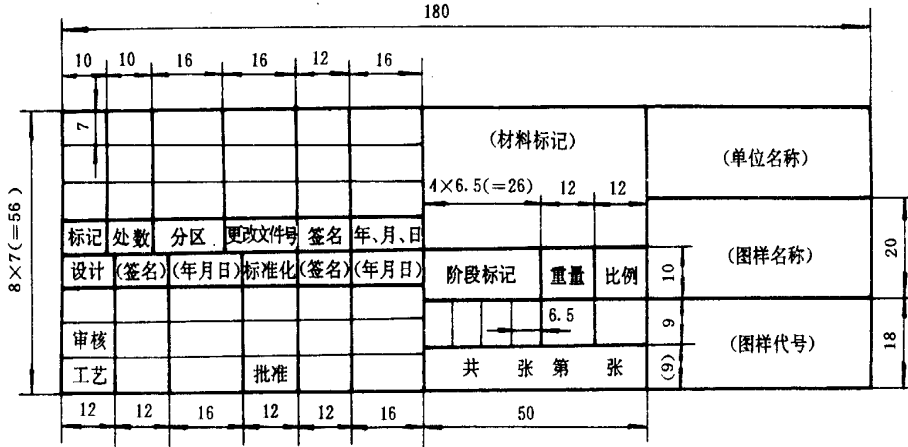 180
10 10 16 16 12 16
7
(材料标记)
(单位名称)
4×6.5(=26) 12 12
8×7(=56)
标记 处数 分区 更改文件号 签名 年、月、日
设计 (签名) (年月日) 标准化 (签名) (年月日)
阶段标记 重量 比例
10
(图样名称)
20
6.5
9
审核
(图样代号)
18
工艺 批准
共 张 第 张
(9)
12 12 16 12 12 16 50